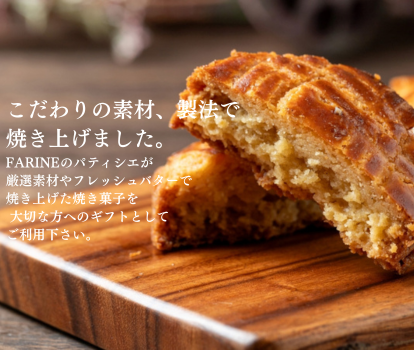 こだわりの素材、製法で
焼き上げました。
FARINEのパティシエが
厳選素材やフレッシュバターで
焼き上げた焼き菓子を
大切な方へのギフトとして
ご利用下さい。